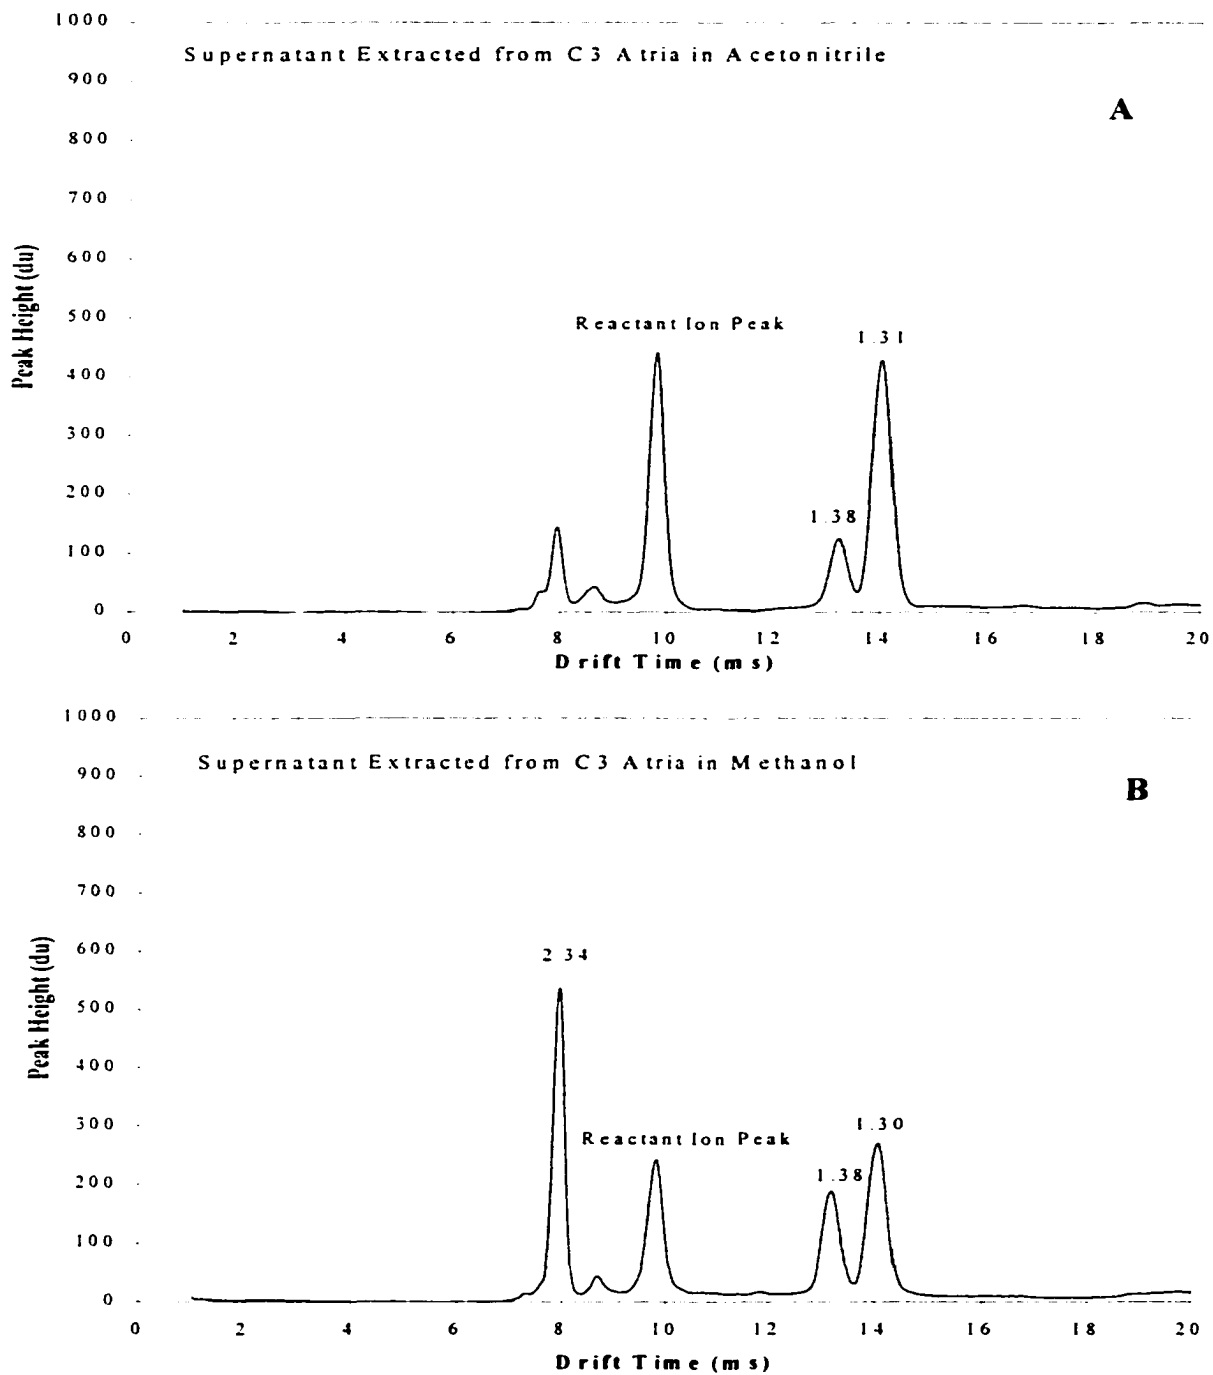 1000
Supernatant Extracted from C3 Atria in Acetonitrile
900
A
800
700
600
500
Reactant Ion Peak
1.31
400
300
200
1.38
100
0
0 2 4 6 8 10 12 14 16 18 20
Drift Time (ms)
Peak Height (du)
1000
Supernatant Extracted from C3 Atria in Methanol
900
B
800
700
600
2 34
500
400
300
Reactant Ion Peak
1.30
200
1.38
100
0
0 2 4 6 8 10 12 14 16 18 20
Drift Time (ms)
Peak Height (du)